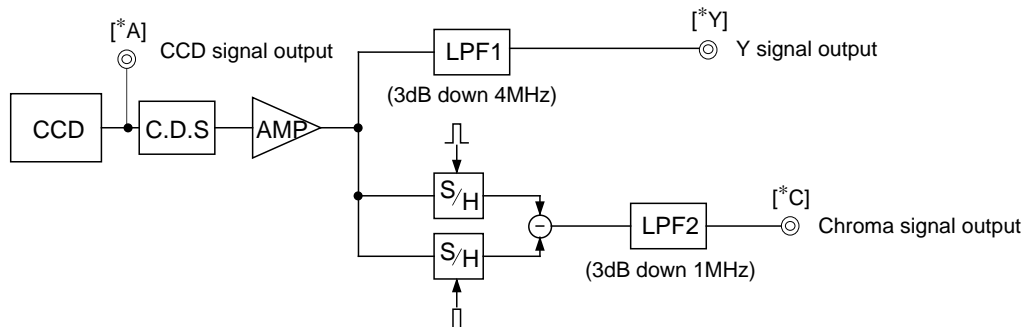 [*A]
CCD signal output
[*Y]
Y signal output
LPF1
(3dB down 4MHz)
CCD
C.D.S
AMP
S/H
[*C]
Chroma signal output
LPF2
(3dB down 1MHz)
S/H
−